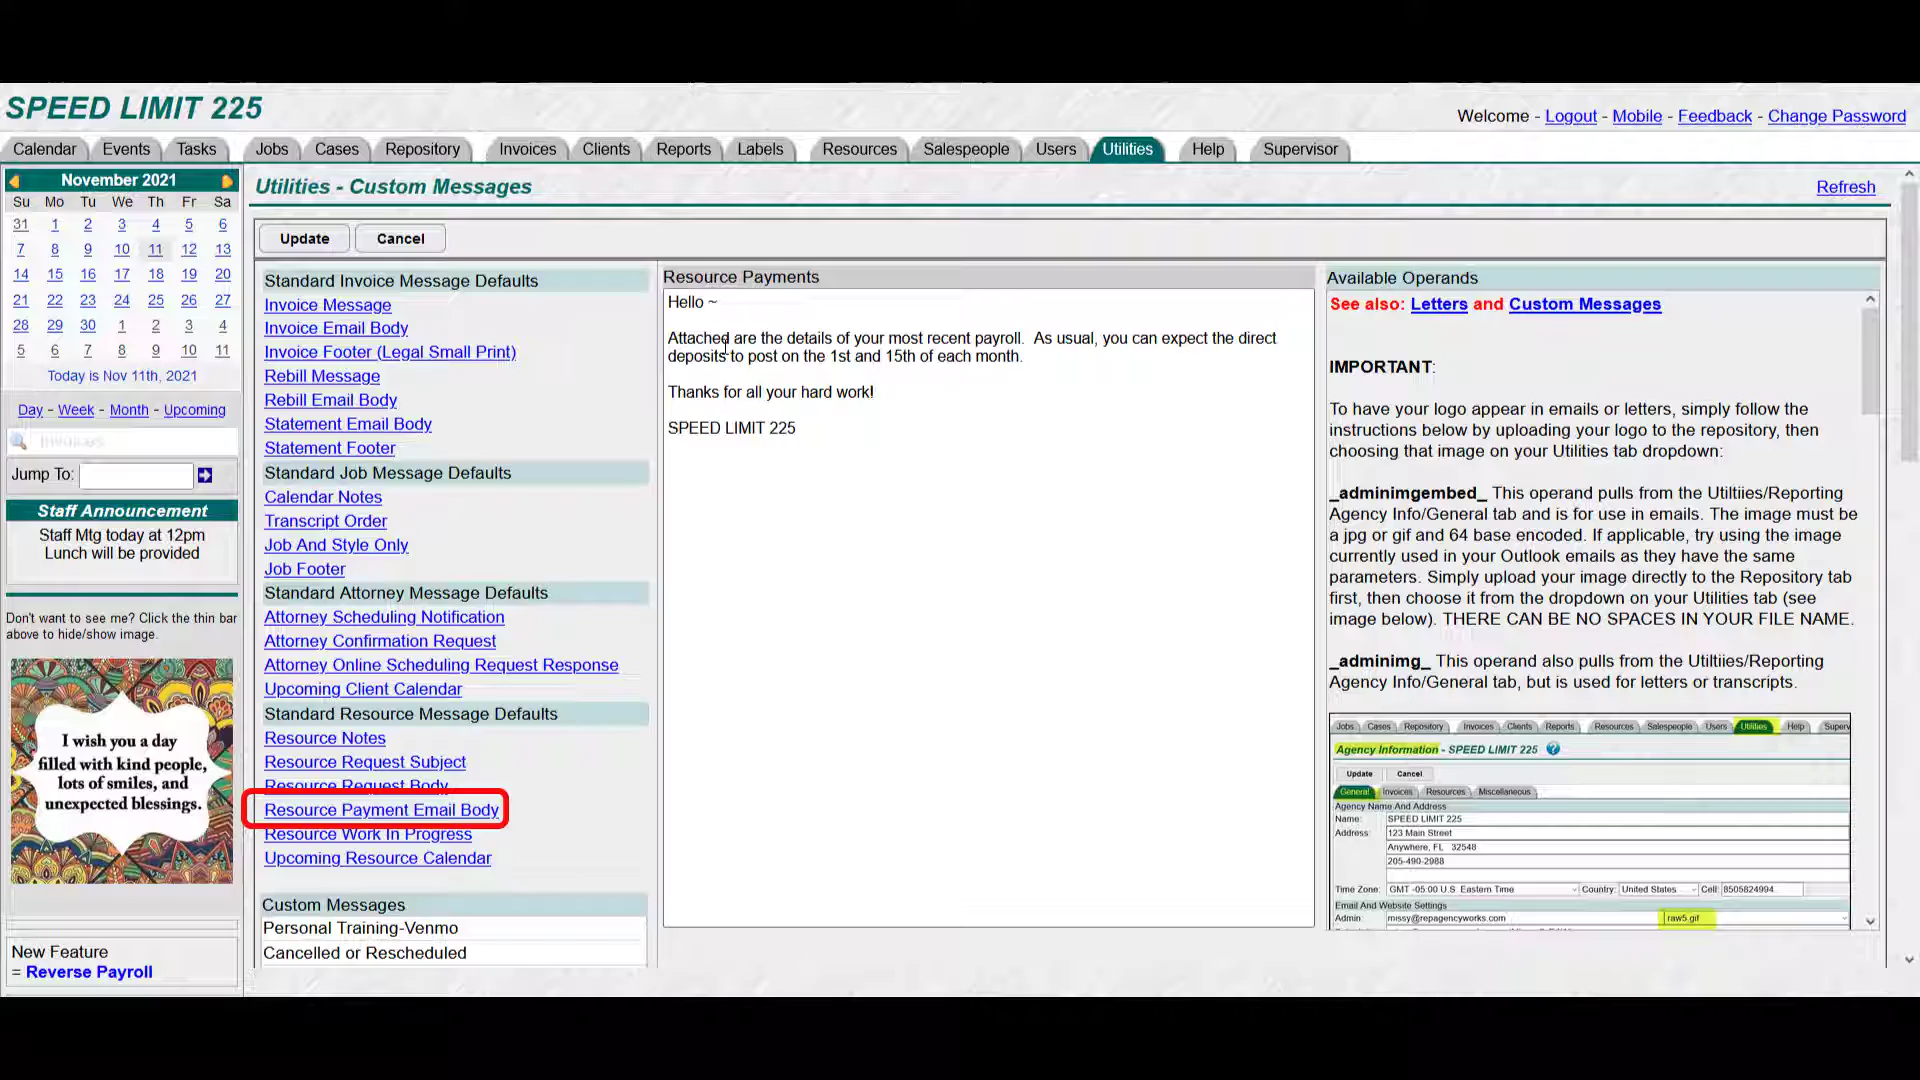 SPEED LIMIT 225
Welcome - Logout - Mobile - Feedback - Change Password
Calendar Events Tasks Jobs Cases Repository Invoices Clients Reports Labels Resources Salespeople Users Utilities Help Supervisor
November 2021
Su Mo Tu We Th Fr Sa
31 1 2 3 4 5 6
7 8 9 10 11 12 13
14 15 16 17 18 19 20
21 22 23 24 25 26 27
28 29 30 1 2 3 4
5 6 7 8 9 10 11
Today is Nov 11th, 2021
Day - Week - Month - Upcoming
Invoices
Jump To:
Staff Announcement
Staff Mtg today at 12pm
Lunch will be provided
Don't want to see me? Click the thin bar
above to hide/show image.
I wish you a day
filled with kind people,
lots of smiles, and
unexpected blessings.
New Feature
= Reverse Payroll
Utilities - Custom Messages
Refresh
Update Cancel
Standard Invoice Message Defaults
Invoice Message
Invoice Email Body
Invoice Footer (Legal Small Print)
Rebill Message
Rebill Email Body
Statement Email Body
Statement Footer
Standard Job Message Defaults
Calendar Notes
Transcript Order
Job And Style Only
Job Footer
Standard Attorney Message Defaults
Attorney Scheduling Notification
Attorney Confirmation Request
Attorney Online Scheduling Request Response
Upcoming Client Calendar
Standard Resource Message Defaults
Resource Notes
Resource Request Subject
Resource Request Body
Resource Payment Email Body
Resource Work In Progress
Upcoming Resource Calendar
Custom Messages
Personal Training-Venmo
Cancelled or Rescheduled
Resource Payments
Hello ~
Attached are the details of your most recent payroll.  As usual, you can expect the direct
deposits to post on the 1st and 15th of each month.
Thanks for all your hard work!
SPEED LIMIT 225
Available Operands
See also: Letters and Custom Messages
IMPORTANT:
To have your logo appear in emails or letters, simply follow the
instructions below by uploading your logo to the repository, then
choosing that image on your Utilities tab dropdown:
_adminimgembed_ This operand pulls from the Utiltiies/Reporting
Agency Info/General tab and is for use in emails. The image must be
a jpg or gif and 64 base encoded. If applicable, try using the image
currently used in your Outlook emails as they have the same
parameters. Simply upload your image directly to the Repository tab
first, then choose it from the dropdown on your Utilities tab (see
image below). THERE CAN BE NO SPACES IN YOUR FILE NAME.
_adminimg_ This operand also pulls from the Utiltiies/Reporting
Agency Info/General tab, but is used for letters or transcripts.
Jobs Cases Repository Invoices Clients Reports Resources Salespeople Users Utilities Help Superv
Agency Information - SPEED LIMIT 225
Update Cancel
General Invoices Resources Miscellaneous
Agency Name And Address
Name: SPEED LIMIT 225
Address: 123 Main Street
Anywhere, FL 32548
205-490-2988
Time Zone: GMT -05:00 U.S. Eastern Time Country: United States Cell: 8505824994
Email And Website Settings
Admin missy@repagencyworks.com raw5.gif